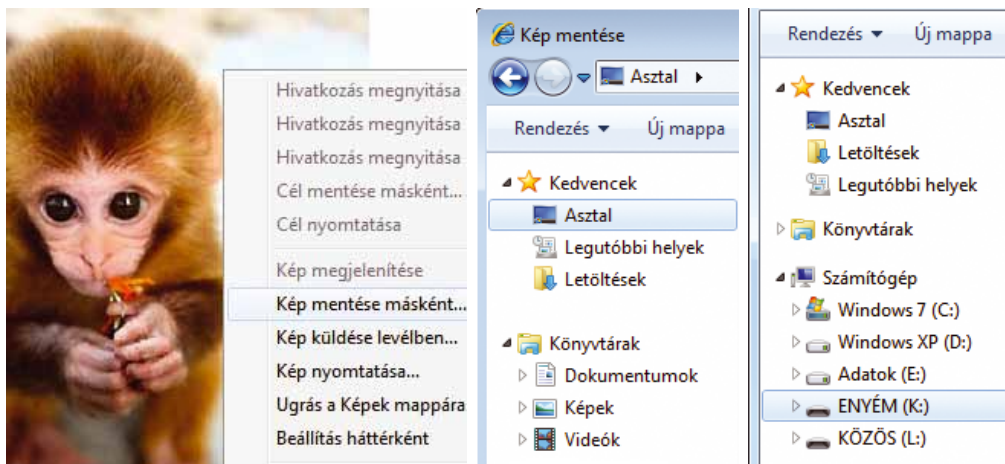 Hivatkozás megnyitása
Hivatkozás megnyitása
Hivatkozás megnyitása
Cél mentése másként...
Cél nyomtatása
Kép megjelenítése
Kép mentése másként...
Kép küldése levélben...
Kép nyomtatása...
Ugrás a Képek mappára
Beállítás háttérként
Kép mentése
Asztal
Rendezés Új mappa
Kedvencek
Asztal
Legutóbbi helyek
Letöltések
Könyvtárak
Dokumentumok
Képek
Videók
Rendezés Új mappa
Kedvencek
Asztal
Letöltések
Legutóbbi helyek
Könyvtárak
Számítógép
Windows 7 (C:)
Windows XP (D:)
Adatok (E:)
ENYÉM (K:)
KÖZÖS (L:)